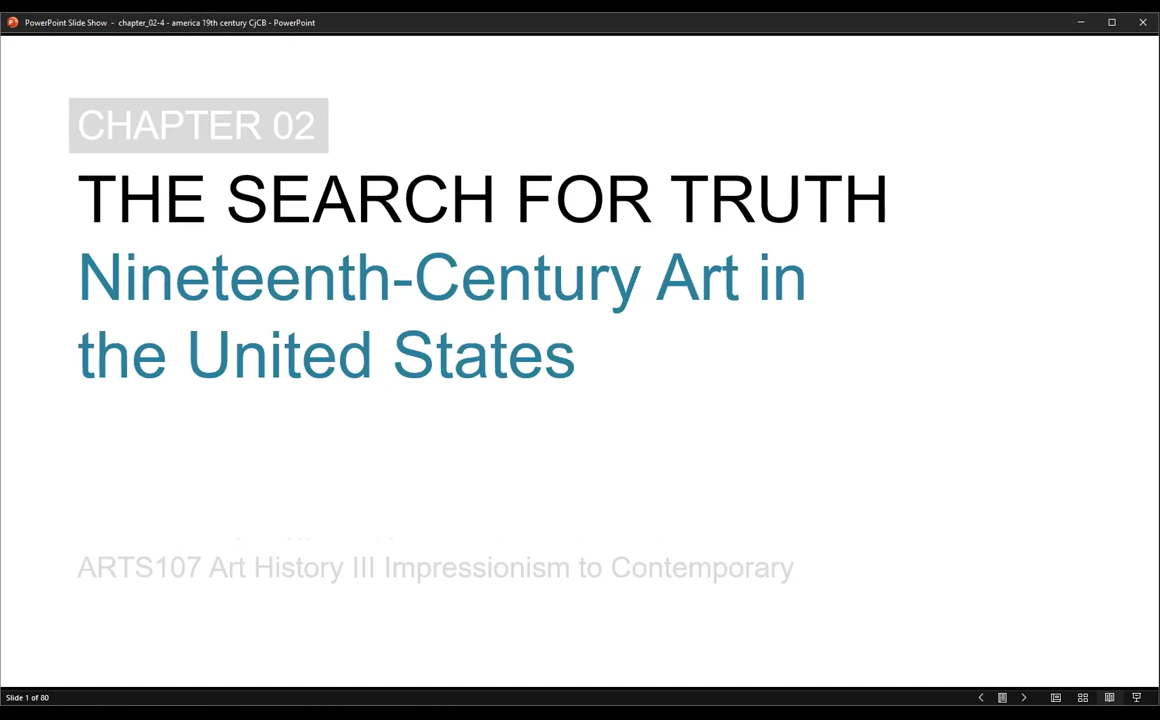 PowerPoint Slide Show - chapter_02-4 - america 19th century CjCB - PowerPoint
CHAPTER 02
THE SEARCH FOR TRUTH
Nineteenth-Century Art in
the United States
ARTS107 Art History III Impressionism to Contemporary
Slide 1 of 80